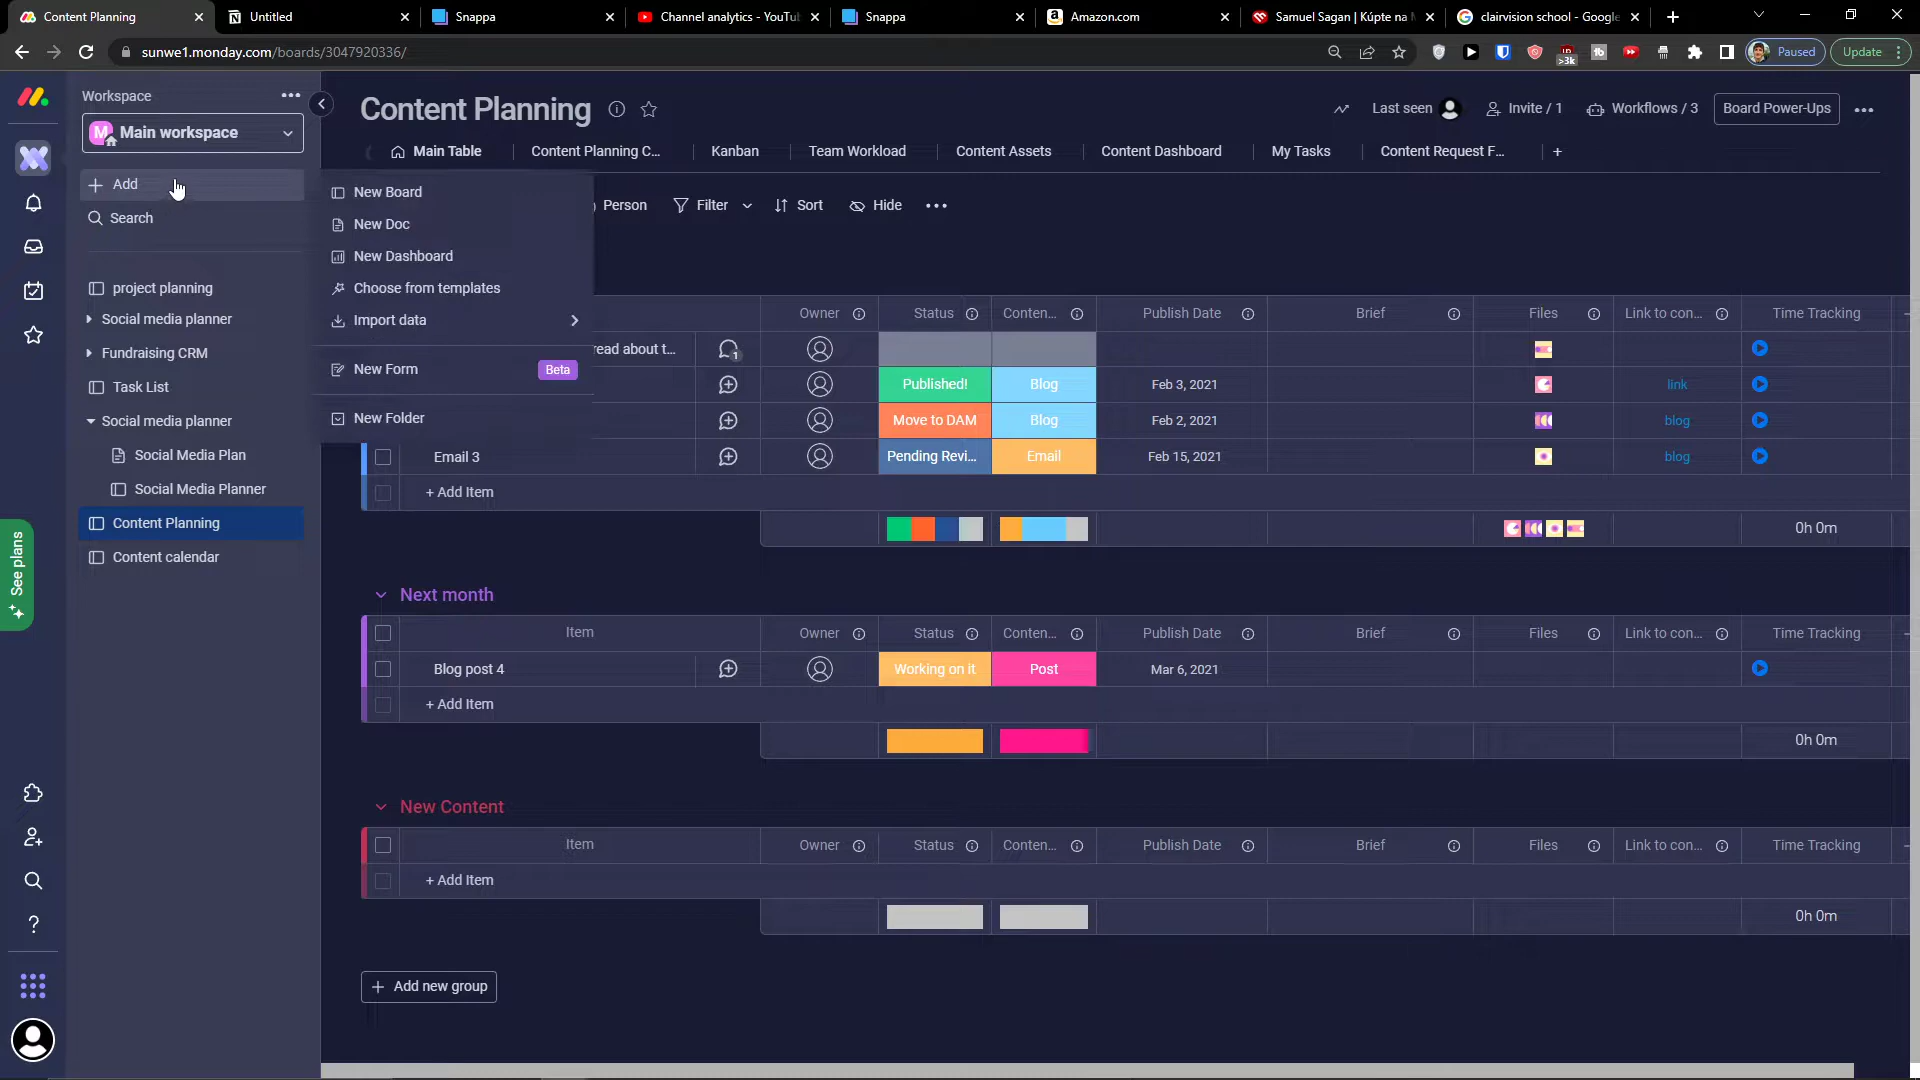 Content Planning
Untitled
Snappa
Channel analytics - YouTu
Snappa
Amazon.com
Samuel Sagan | Kúpte na
clairvision school - Google
sunwe1.monday.com/boards/3047920336/
>3k
Paused
Update
Workspace
M
Main workspace
Add
Search
project planning
Social media planner
Fundraising CRM
Task List
Social media planner
Social Media Plan
Social Media Planner
Content Planning
Content calendar
See plans
Content Planning
Last seen
Invite / 1
Workflows / 3
Board Power-Ups
Main Table
Content Planning C...
Kanban
Team Workload
Content Assets
Content Dashboard
My Tasks
Content Request F...
New Board
New Doc
New Dashboard
Choose from templates
Import data
New Form
Beta
New Folder
Person
Filter
Sort
Hide
Owner Status Conten... Publish Date Brief Files Link to con... Time Tracking
read about t...
1
Published! Blog Feb 3, 2021 link
Move to DAM Blog Feb 2, 2021 blog
Email 3 Pending Revi... Email Feb 15, 2021 blog
+ Add Item
0h 0m
Next month
Item Owner Status Conten... Publish Date Brief Files Link to con... Time Tracking
Blog post 4 Working on it Post Mar 6, 2021
+ Add Item
0h 0m
New Content
Item Owner Status Conten... Publish Date Brief Files Link to con... Time Tracking
+ Add Item
0h 0m
Add new group